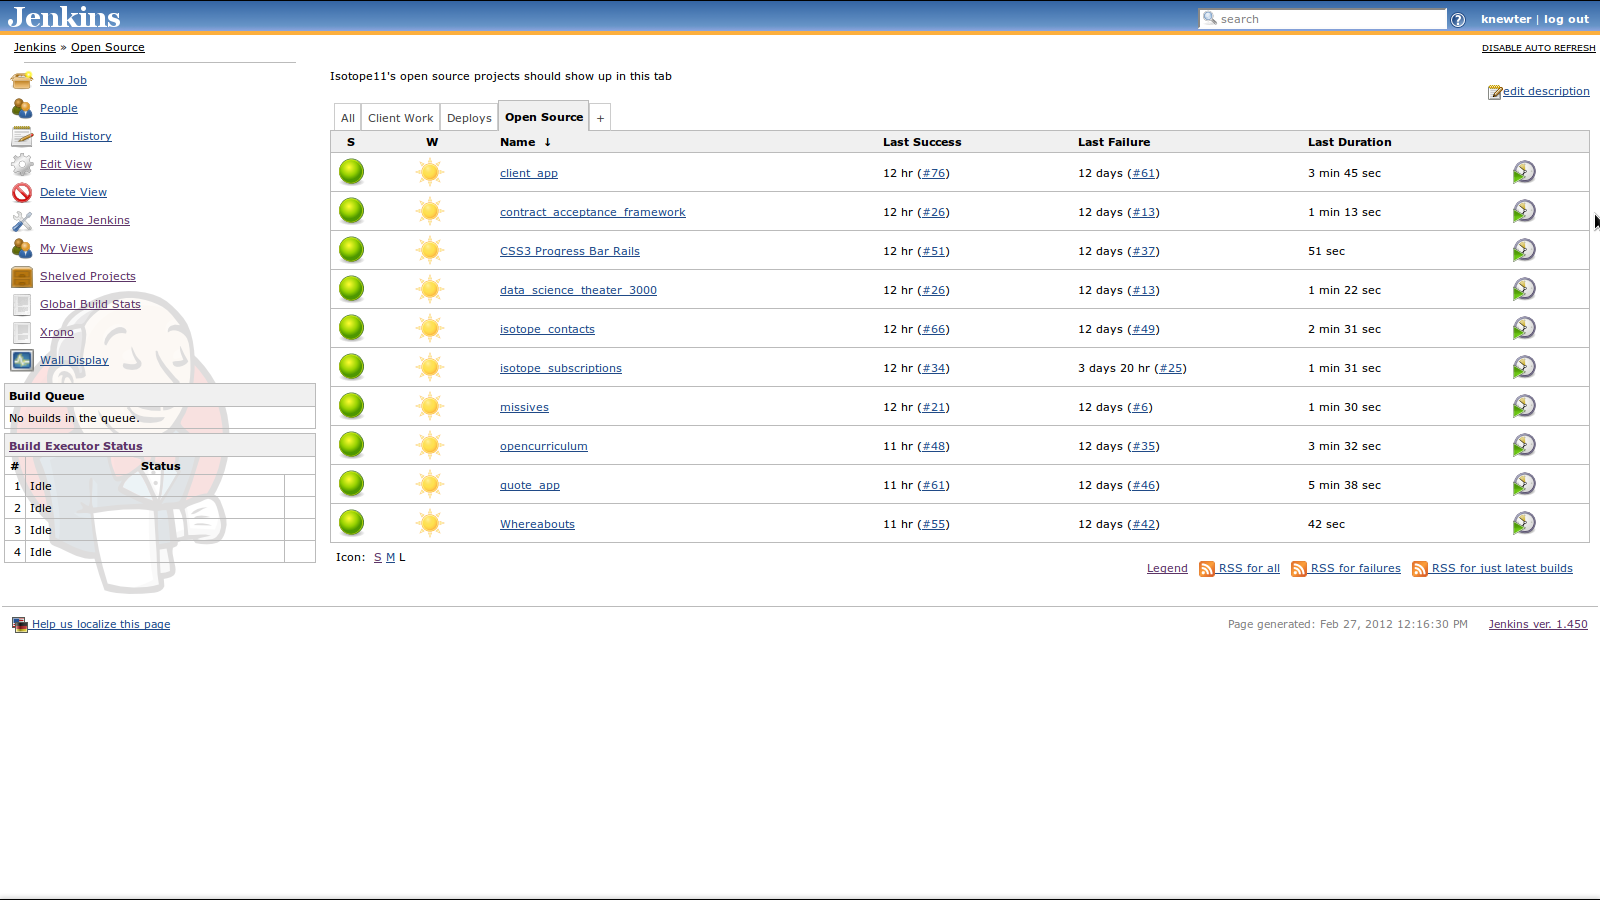 Jenkins
search
knewter | log out
Jenkins » Open Source
DISABLE AUTO REFRESH
New Job
People
Build History
Edit View
Delete View
Manage Jenkins
My Views
Shelved Projects
Global Build Stats
Xrono
Wall Display
Build Queue
No builds in the queue.
Build Executor Status
# Status
1 Idle
2 Idle
3 Idle
4 Idle
Isotope11's open source projects should show up in this tab
edit description
All Client Work Deploys Open Source +
S W Name ↓ Last Success Last Failure Last Duration
client_app 12 hr (#76) 12 days (#61) 3 min 45 sec
contract_acceptance_framework 12 hr (#26) 12 days (#13) 1 min 13 sec
CSS3 Progress Bar Rails 12 hr (#51) 12 days (#37) 51 sec
data_science_theater_3000 12 hr (#26) 12 days (#13) 1 min 22 sec
isotope_contacts 12 hr (#66) 12 days (#49) 2 min 31 sec
isotope_subscriptions 12 hr (#34) 3 days 20 hr (#25) 1 min 31 sec
missives 12 hr (#21) 12 days (#6) 1 min 30 sec
opencurriculum 11 hr (#48) 12 days (#35) 3 min 32 sec
quote_app 11 hr (#61) 12 days (#46) 5 min 38 sec
Whereabouts 11 hr (#55) 12 days (#42) 42 sec
Icon: S M L
Legend RSS for all RSS for failures RSS for just latest builds
Help us localize this page
Page generated: Feb 27, 2012 12:16:30 PM Jenkins ver. 1.450